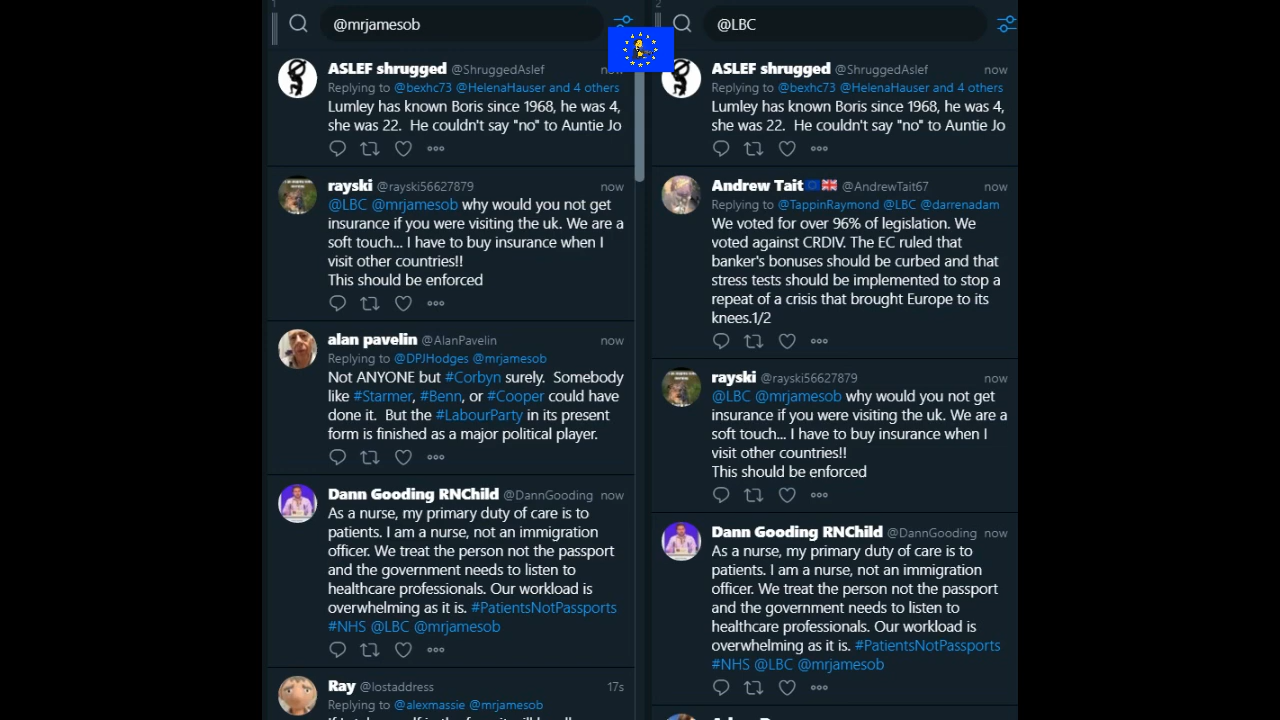 1
@mrjamesob
ASLEF shrugged @ShruggedAslef now
Replying to @bexhc73 @HelenaHauser and 4 others
Lumley has known Boris since 1968, he was 4,
she was 22.  He couldn't say "no" to Auntie Jo
rayski @rayski56627879 now
@LBC @mrjamesob why would you not get
insurance if you were visiting the uk. We are a
soft touch... I have to buy insurance when I
visit other countries!!
This should be enforced
alan pavelin @AlanPavelin now
Replying to @DPJHodges @mrjamesob
Not ANYONE but #Corbyn surely.  Somebody
like #Starmer, #Benn, or #Cooper could have
done it.  But the #LabourParty in its present
form is finished as a major political player.
Dann Gooding RNChild @DannGooding now
As a nurse, my primary duty of care is to
patients. I am a nurse, not an immigration
officer. We treat the person not the passport
and the government needs to listen to
healthcare professionals. Our workload is
overwhelming as it is. #PatientsNotPassports
#NHS @LBC @mrjamesob
Ray @lostaddress 17s
Replying to @alexmassie @mrjamesob
2
@LBC
ASLEF shrugged @ShruggedAslef now
Replying to @bexhc73 @HelenaHauser and 4 others
Lumley has known Boris since 1968, he was 4,
she was 22.  He couldn't say "no" to Auntie Jo
Andrew Tait @AndrewTait67 now
Replying to @TappinRaymond @LBC @darrenadam
We voted for over 96% of legislation. We
voted against CRDIV. The EC ruled that
banker's bonuses should be curbed and that
stress tests should be implemented to stop a
repeat of a crisis that brought Europe to its
knees.1/2
rayski @rayski56627879 now
@LBC @mrjamesob why would you not get
insurance if you were visiting the uk. We are a
soft touch... I have to buy insurance when I
visit other countries!!
This should be enforced
Dann Gooding RNChild @DannGooding now
As a nurse, my primary duty of care is to
patients. I am a nurse, not an immigration
officer. We treat the person not the passport
and the government needs to listen to
healthcare professionals. Our workload is
overwhelming as it is. #PatientsNotPassports
#NHS @LBC @mrjamesob